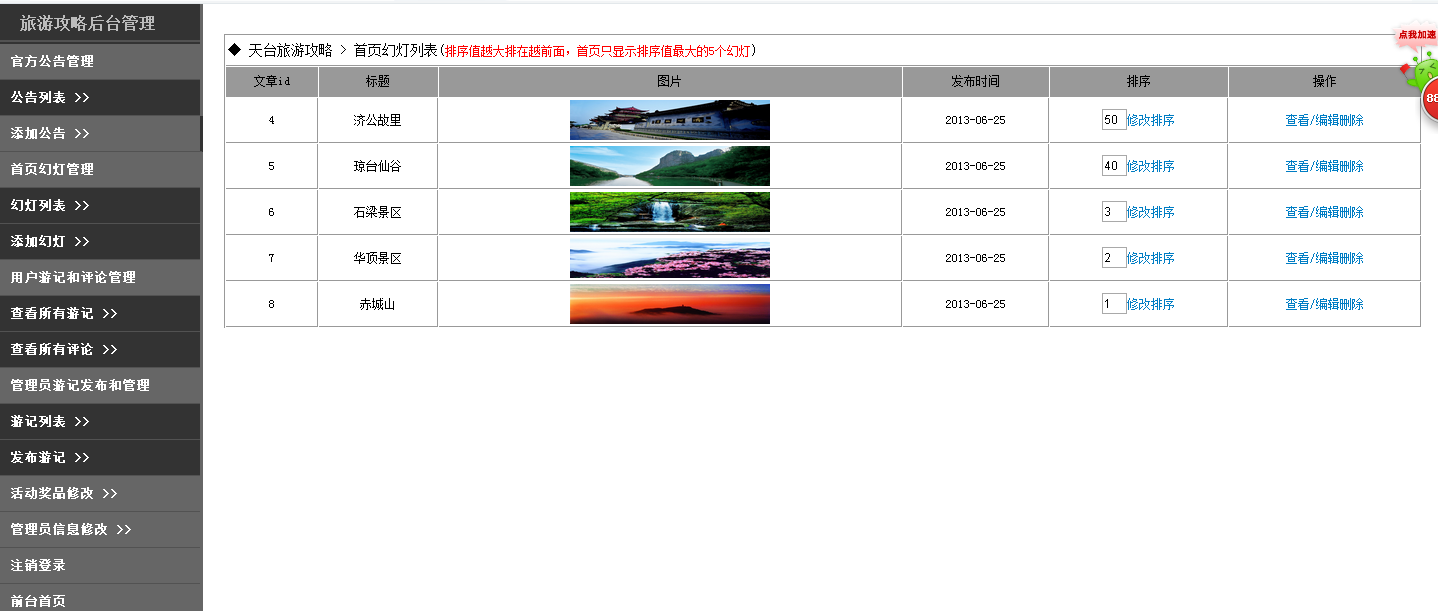 旅游攻略后台管理
官方公告管理
公告列表 >>
添加公告 >>
首页幻灯管理
幻灯列表 >>
添加幻灯 >>
用户游记和评论管理
查看所有游记 >>
查看所有评论 >>
管理员游记发布和管理
游记列表 >>
发布游记 >>
活动奖品修改 >>
管理员信息修改 >>
注销登录
前台首页
◆ 天台旅游攻略 > 首页幻灯列表(排序值越大排在越前面，首页只显示排序值最大的5个幻灯)
文章id 标题 图片 发布时间 排序 操作
4 济公故里 2013-06-25 50 修改排序 查看/编辑删除
5 琼台仙谷 2013-06-25 40 修改排序 查看/编辑删除
6 石梁景区 2013-06-25 3 修改排序 查看/编辑删除
7 华顶景区 2013-06-25 2 修改排序 查看/编辑删除
8 赤城山 2013-06-25 1 修改排序 查看/编辑删除
点我加速
88